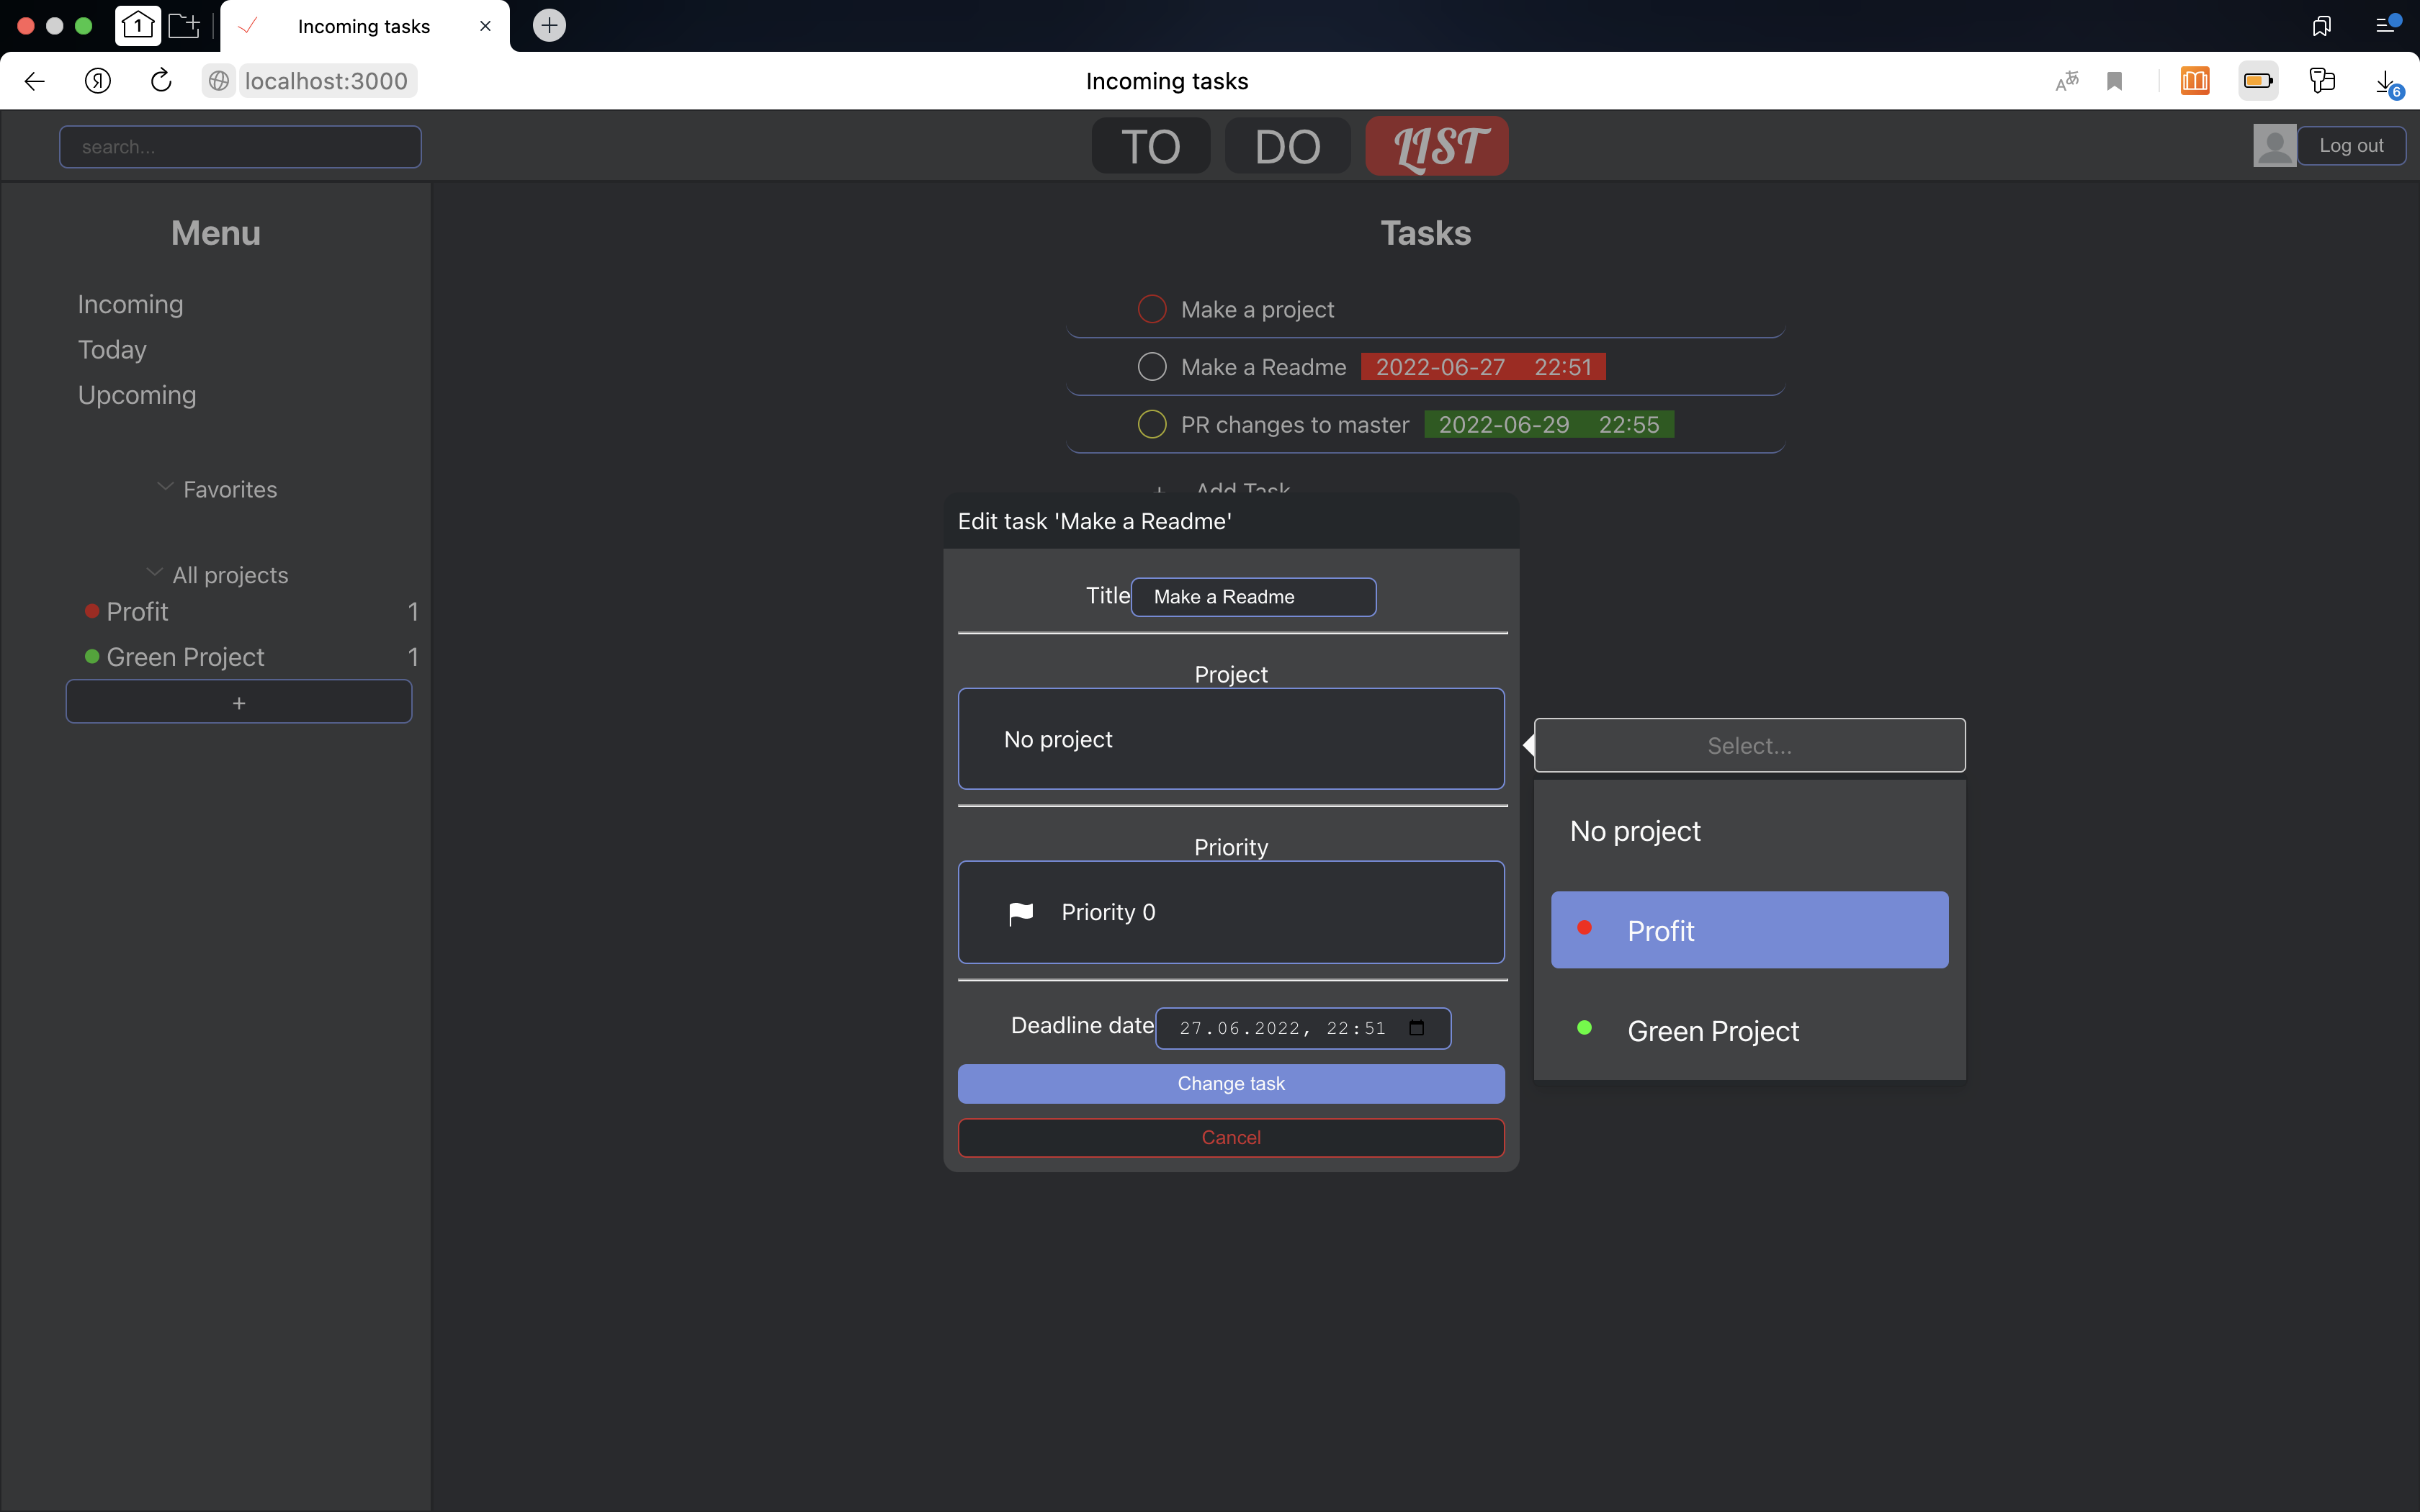 1
Incoming tasks
Я
localhost:3000
Incoming tasks
6
search...
TO DO LIST
Log out
Menu
Incoming
Today
Upcoming
Favorites
All projects
Profit 1
Green Project 1
+
Tasks
Make a project
Make a Readme 2022-06-27 22:51
PR changes to master 2022-06-29 22:55
+ Add Task
Edit task 'Make a Readme'
Title Make a Readme
Project
No project
Priority
Priority 0
Deadline date 27.06.2022, 22:51
Change task
Cancel
Select...
No project
Profit
Green Project